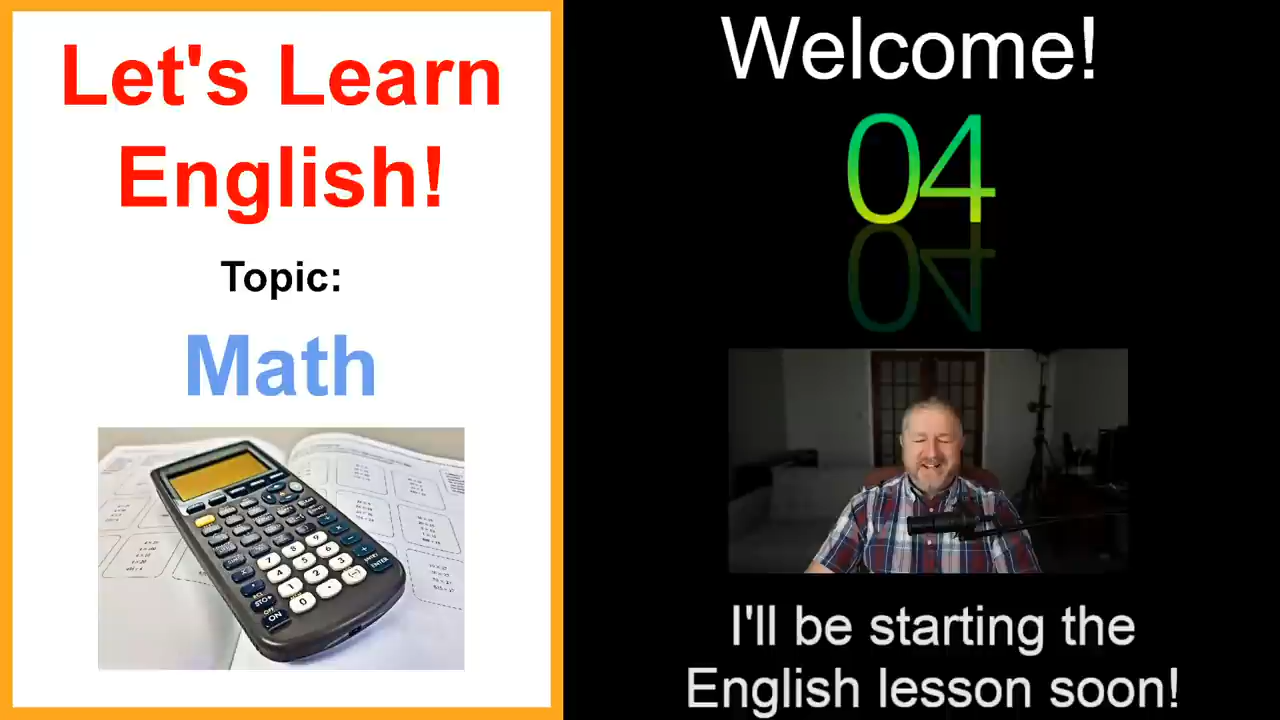 Let's Learn
English!
Topic:
Math
Welcome!
04
I'll be starting the
English lesson soon!